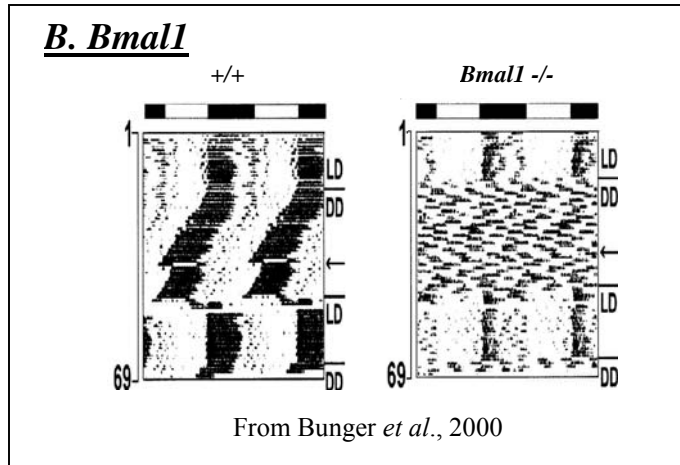 B. Bmal1
+/+
Bmal1 -/-
1
LD
DD
←
LD
69
DD
1
LD
DD
←
LD
69
DD
From Bunger et al., 2000